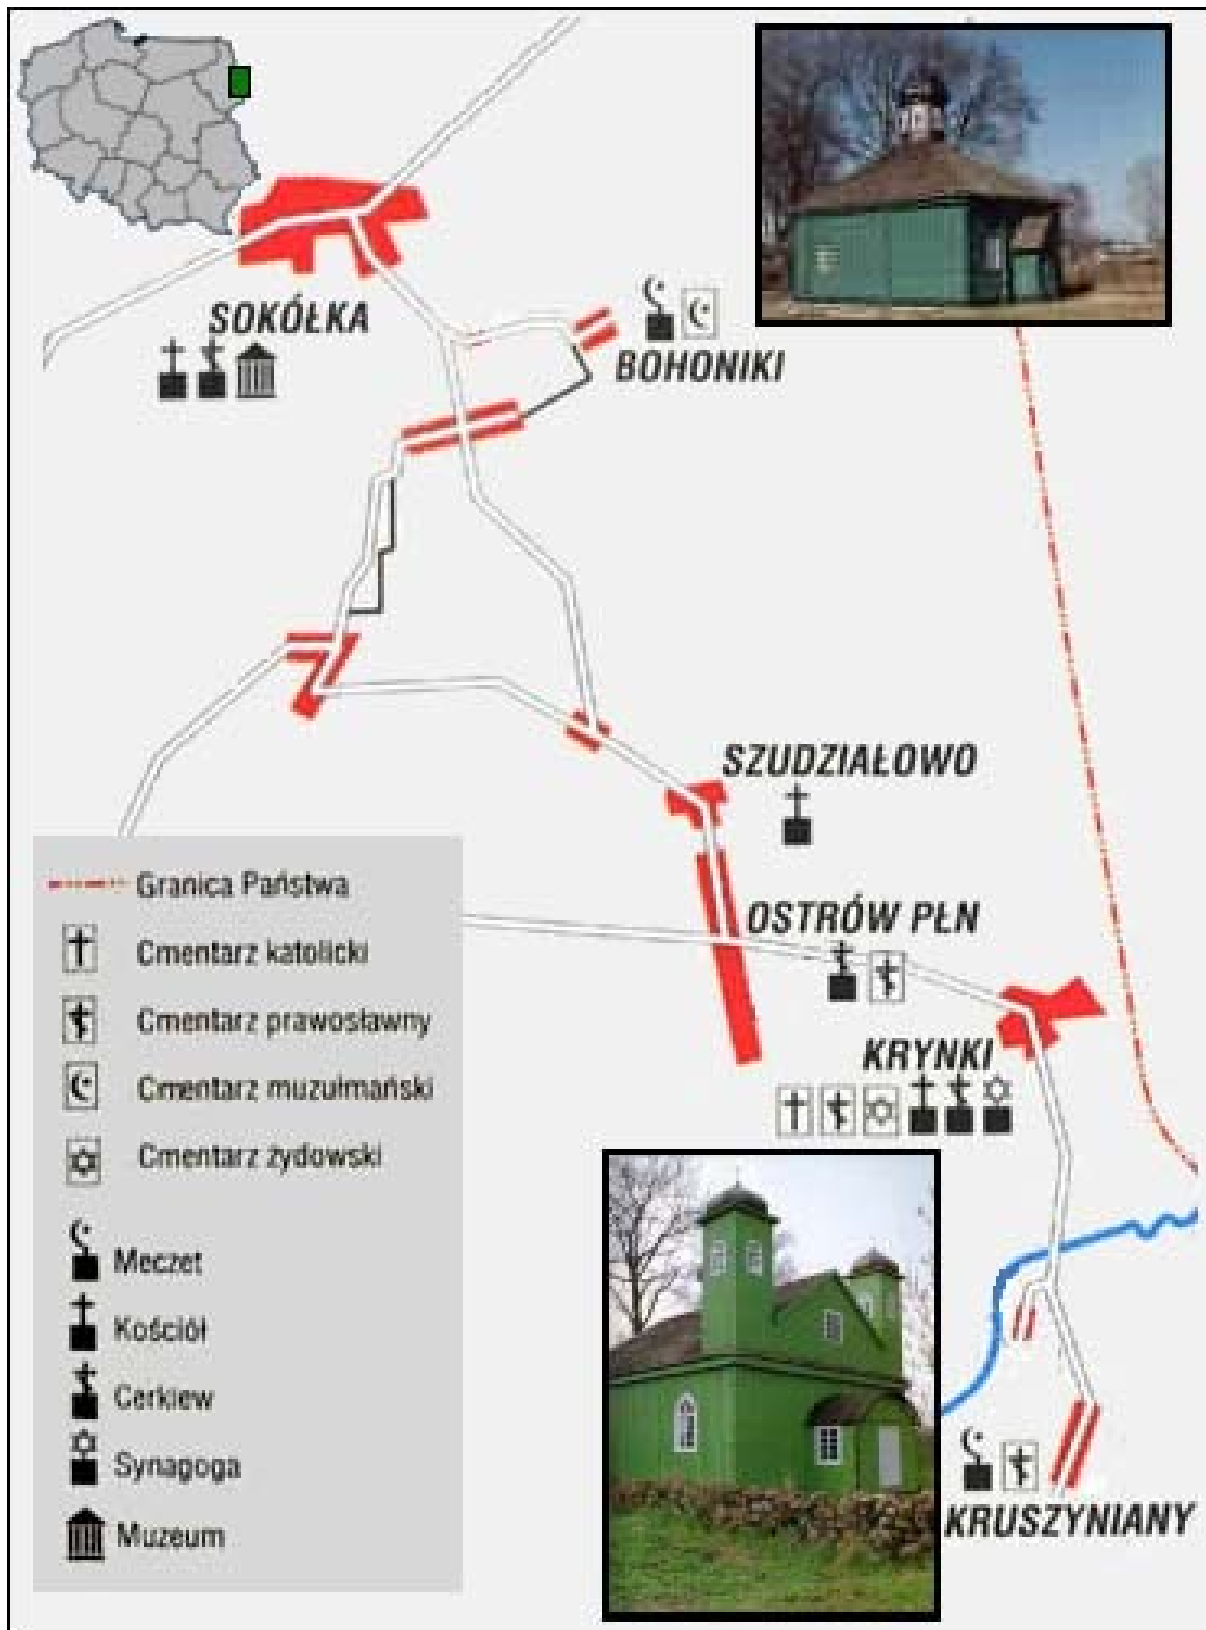 SOKÓŁKA
BOHONIKI
SZUDZIAŁOWO
OSTRÓW PŁN
KRYNKI
KRUSZYNIANY
Granica Państwa
Cmentarz katolicki
Cmentarz prawosławny
Cmentarz muzułmański
Cmentarz żydowski
Meczet
Kościół
Cerkiew
Synagoga
Muzeum